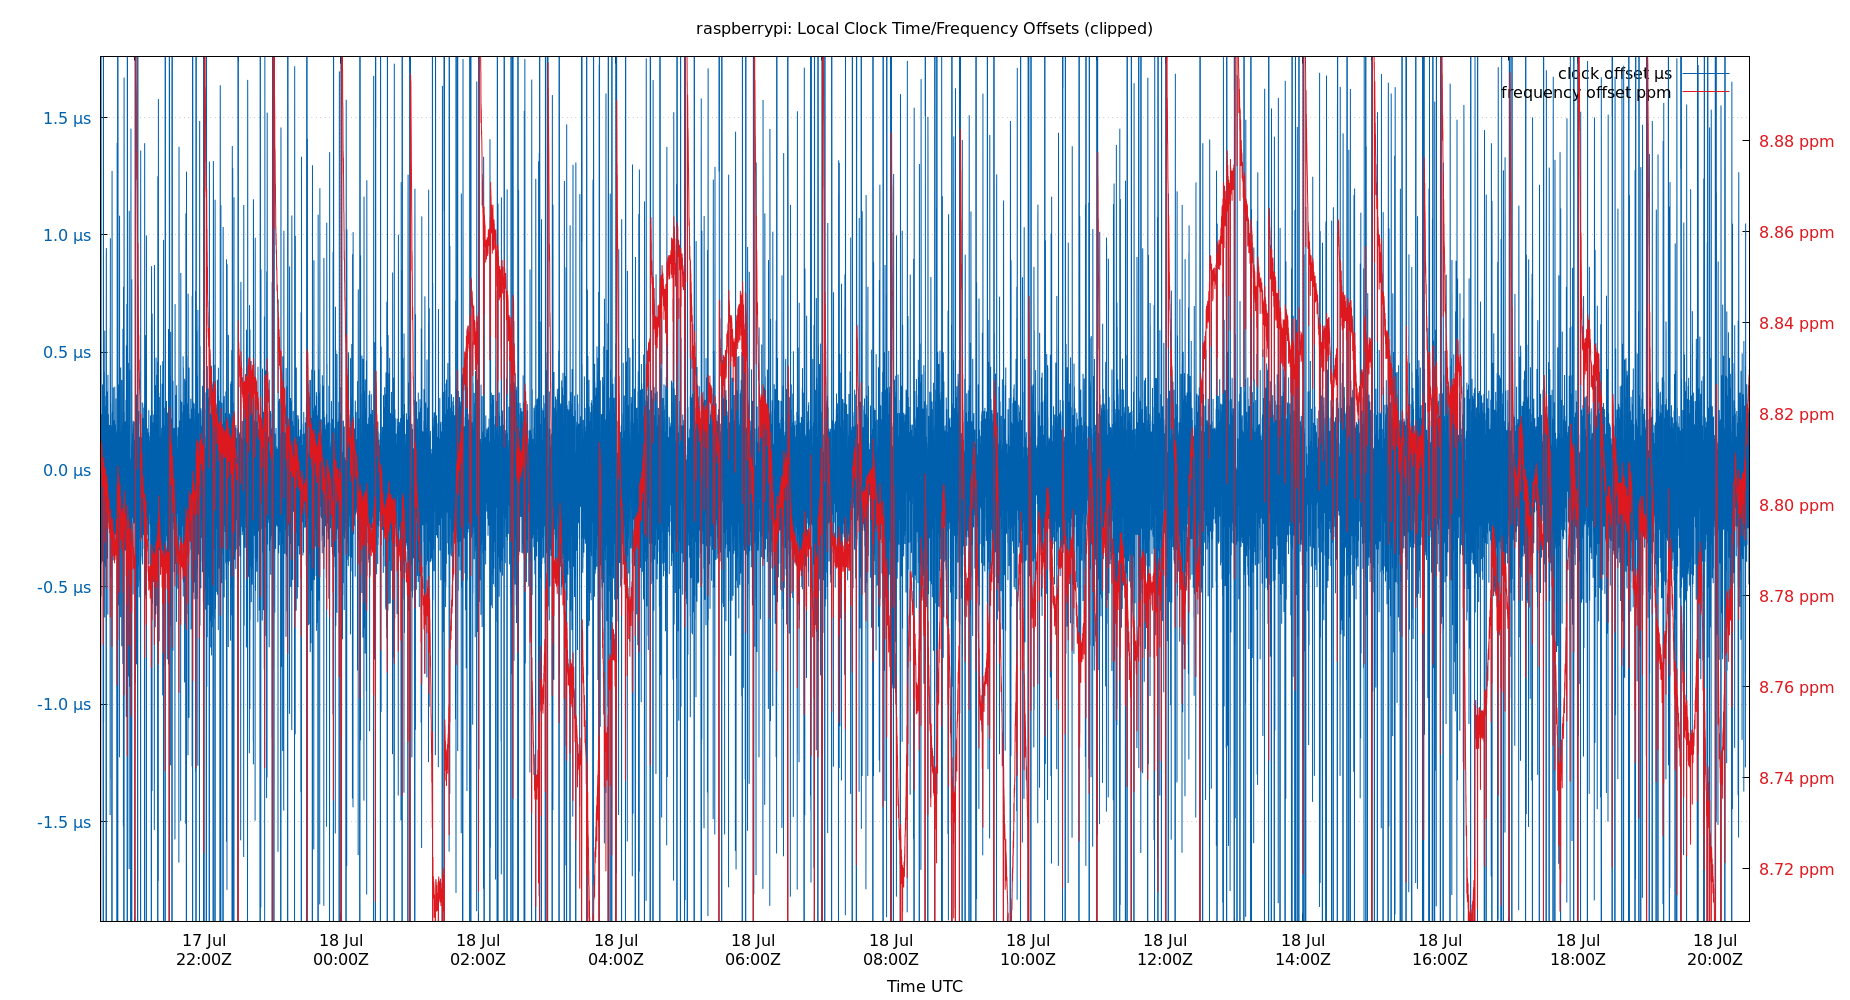 raspberrypi: Local Clock Time/Frequency Offsets (clipped)
clock offset µs
frequency offset ppm
1.5 µs
1.0 µs
0.5 µs
0.0 µs
-0.5 µs
-1.0 µs
-1.5 µs
8.88 ppm
8.86 ppm
8.84 ppm
8.82 ppm
8.80 ppm
8.78 ppm
8.76 ppm
8.74 ppm
8.72 ppm
17 Jul 18 Jul 18 Jul 18 Jul 18 Jul 18 Jul 18 Jul 18 Jul 18 Jul 18 Jul 18 Jul 18 Jul
22:00Z 00:00Z 02:00Z 04:00Z 06:00Z 08:00Z 10:00Z 12:00Z 14:00Z 16:00Z 18:00Z 20:00Z
Time UTC